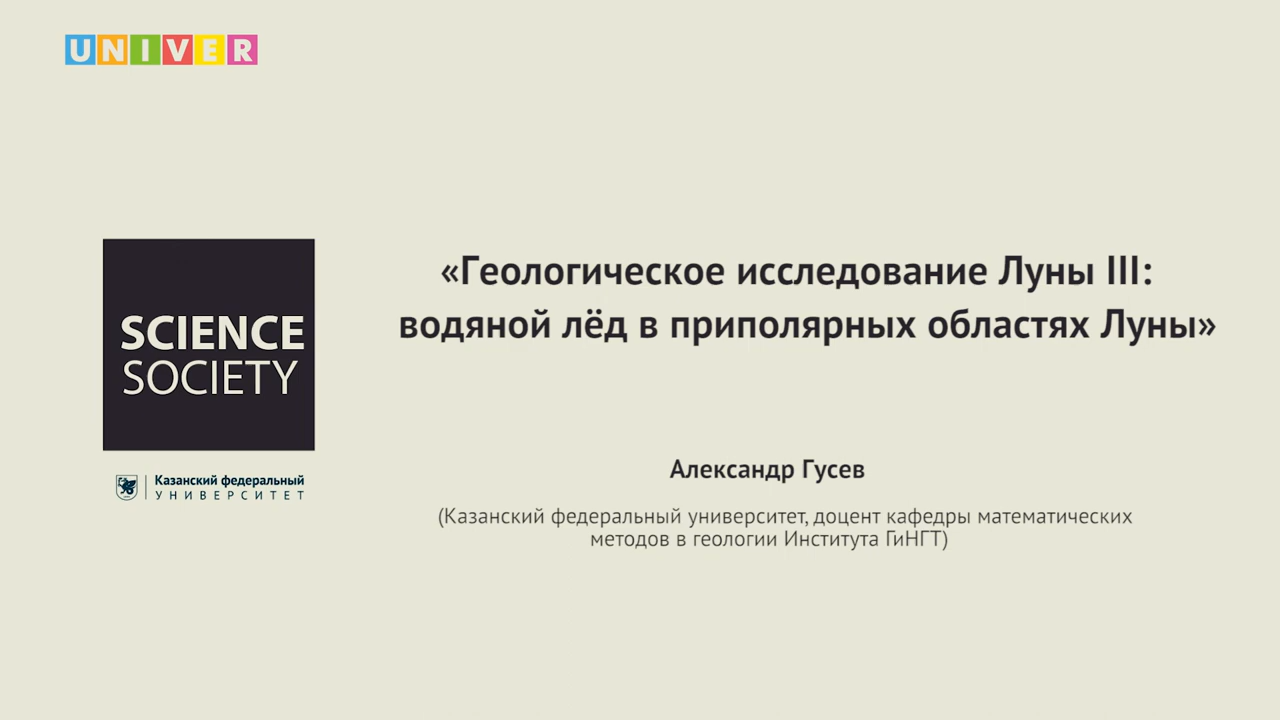 UNIVER
«Геологическое исследование Луны III:
водяной лёд в приполярных областях Луны»
SCIENCE
SOCIETY
Казанский федеральный
УНИВЕРСИТЕТ
Александр Гусев
(Казанский федеральный университет, доцент кафедры математических
методов в геологии Института ГиНГТ)